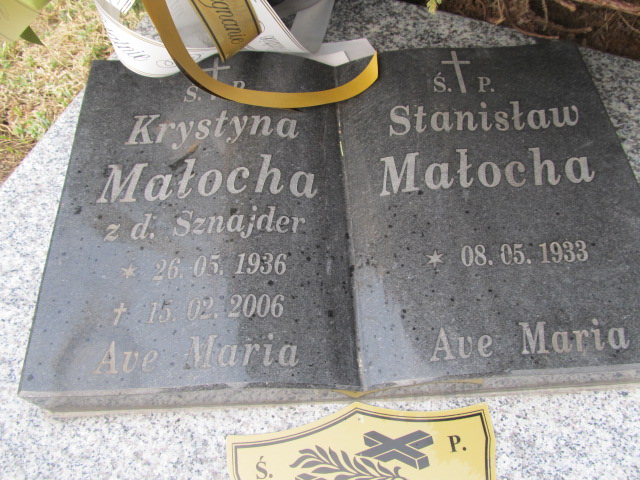 Ś. P.
Krystyna
Małocha
z d. Sznajder
* 26. 05. 1936
† 15. 02. 2006
Ave Maria
Ś. P.
Stanisław
Małocha
* 08. 05. 1933
Ave Maria
Ś. P.